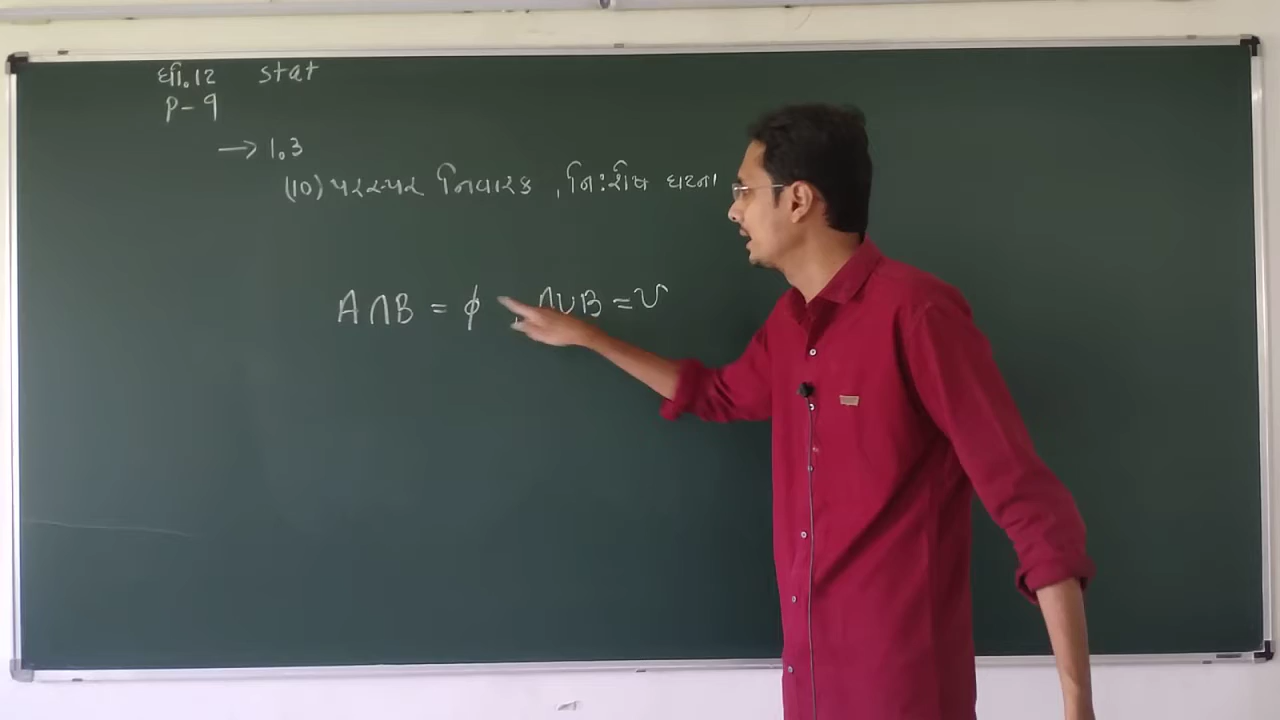 ધો.12 stat
P-9
→ 1.3
(10) પરસ્પર નિવારક , નિઃશેષ ઘટના
A∩B = ϕ , A∪B = U